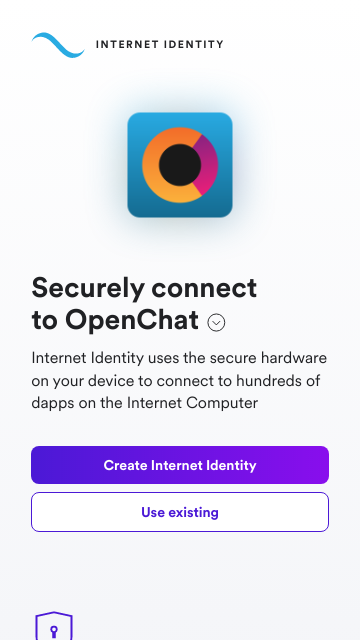 INTERNET IDENTITY
Securely connect
to OpenChat
Internet Identity uses the secure hardware
on your device to connect to hundreds of
dapps on the Internet Computer
Create Internet Identity
Use existing